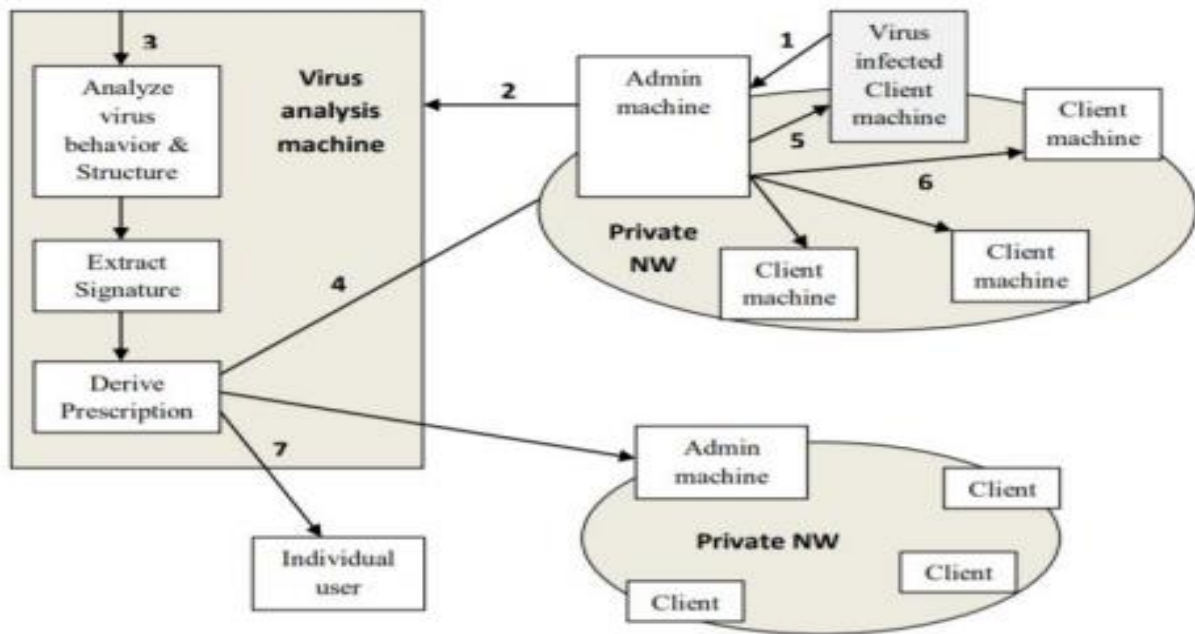 3
Analyze
virus
behavior &
Structure
Virus
analysis
machine
Extract
Signature
Derive
Prescription
2
4
7
Individual
user
Admin
machine
1
Virus
infected
Client
machine
5
6
Client
machine
Private
NW
Client
machine
Client
machine
Admin
machine
Client
Private NW
Client
Client